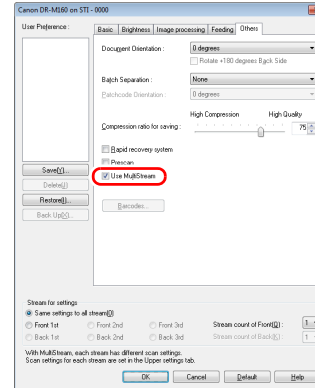 Canon DR-M160 on STI - 0000
User Preference :
Basic Brightness Image processing Feeding Others
Document Orientation : 0 degrees
Rotate +180 degrees Back Side
Batch Separation : None
Patchcode Orientation : 0 degrees
High Compression High Quality
Compression ratio for saving : 75
Rapid recovery system
Prescan
Use MultiStream
Save(V)...
Delete(J)
Restore(I)...
Barcodes...
Back Up(X)...
Stream for settings
Same settings to all stream(0)
Front 1st Front 2nd Front 3rd Stream count of Front(Q) : 1
Back 1st Back 2nd Back 3rd Stream count of Back(K) : 1
With MultiStream, each stream has different scan settings.
Scan settings for each stream are set in the Upper settings tab.
OK Cancel Default Help